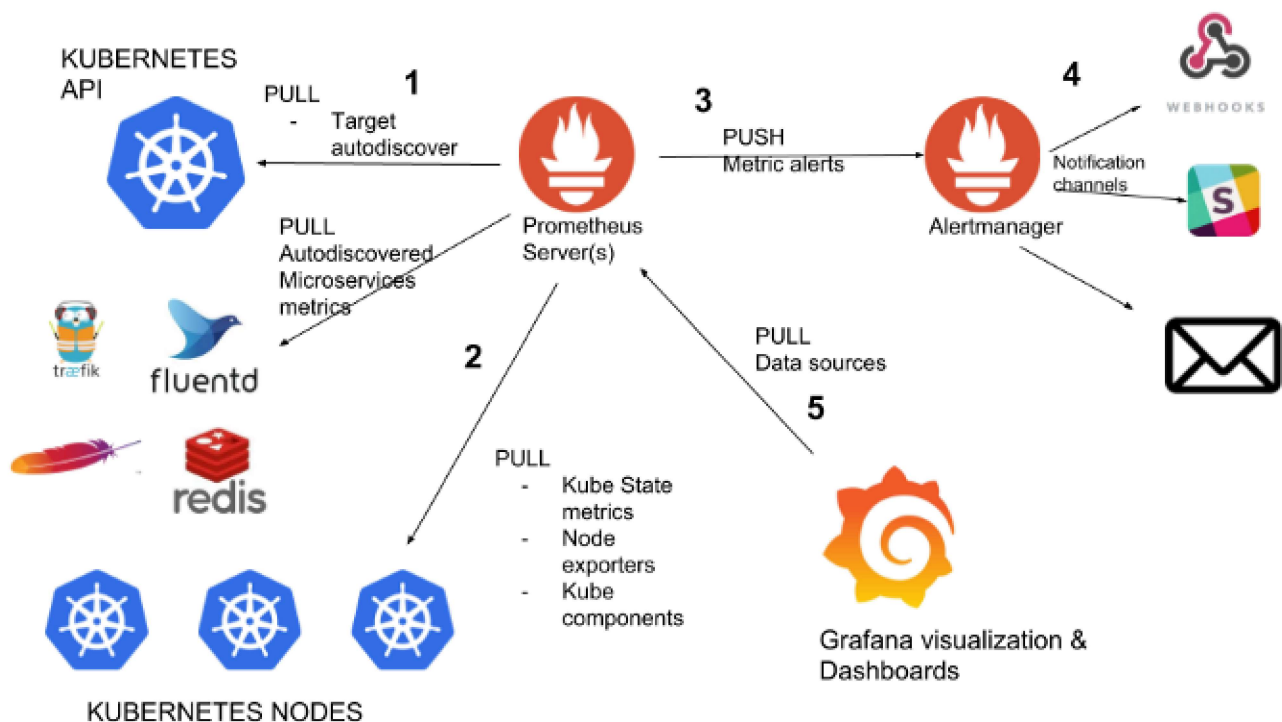 KUBERNETES
API
PULL
- Target
autodiscover
1
PULL
Autodiscovered
Microservices
metrics
træfik
fluentd
redis
Prometheus
Server(s)
2
PULL
- Kube State
metrics
- Node
exporters
- Kube
components
KUBERNETES NODES
3
PUSH
Metric alerts
Alertmanager
4
Notification
channels
WEBHOOKS
S
PULL
Data sources
5
Grafana visualization &
Dashboards